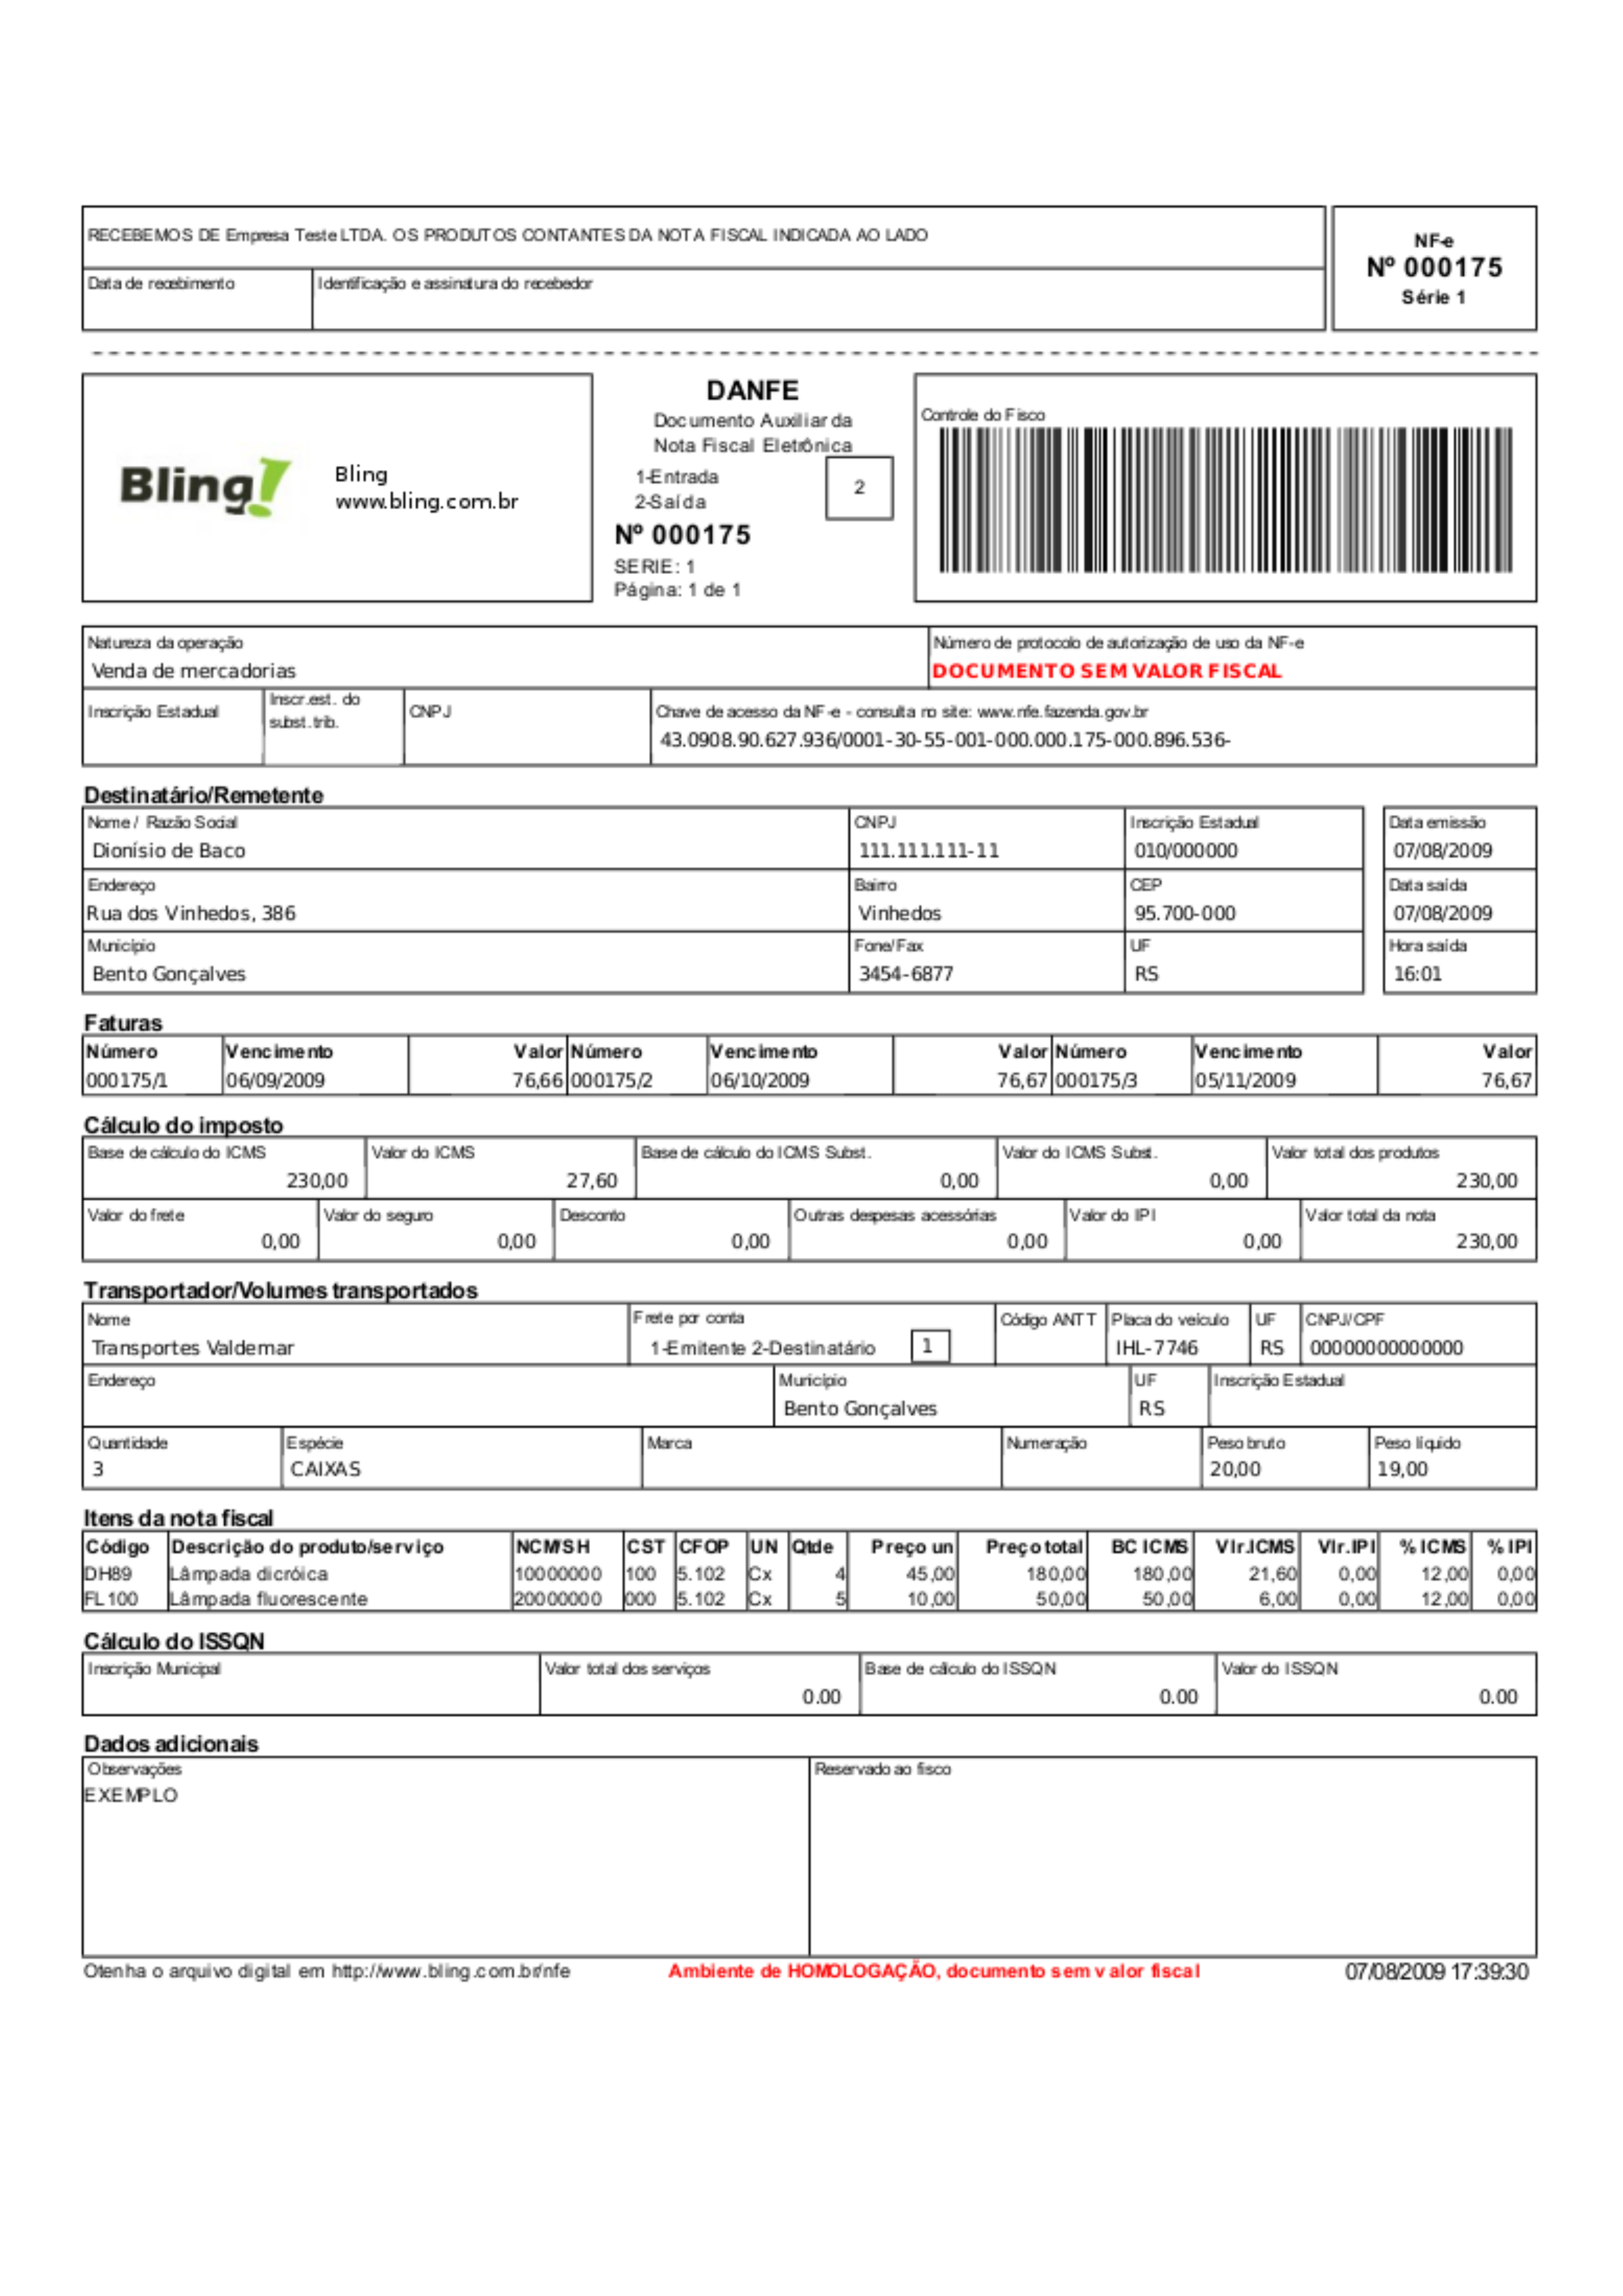 RECEBEMOS DE Empresa Teste LTDA. OS PRODUTOS CONTANTES DA NOTA FISCAL INDICADA AO LADO
Data de recebimento Identificação e assinatura do recebedor
NF-e
Nº 000175
Série 1
Bling!
Bling
www.bling.com.br
DANFE
Documento Auxiliar da
Nota Fiscal Eletrônica
1-Entrada
2-Saída
2
Nº 000175
SERIE: 1
Página: 1 de 1
Controle do Fisco
Natureza da operação Número de protocolo de autorização de uso da NF-e
Venda de mercadorias DOCUMENTO SEM VALOR FISCAL
Inscrição Estadual Inscr.est. do subst.trib. CNPJ Chave de acesso da NF-e - consulta no site: www.nfe.fazenda.gov.br
43.0908.90.627.936/0001-30-55-001-000.000.175-000.896.536-
Destinatário/Remetente
Nome / Razão Social CNPJ Inscrição Estadual Data emissão
Dionísio de Baco 111.111.111-11 010/000000 07/08/2009
Endereço Bairro CEP Data saída
Rua dos Vinhedos, 386 Vinhedos 95.700-000 07/08/2009
Município Fone/Fax UF Hora saída
Bento Gonçalves 3454-6877 RS 16:01
Faturas
Número Vencimento Valor Número Vencimento Valor Número Vencimento Valor
000175/1 06/09/2009 76,66 000175/2 06/10/2009 76,67 000175/3 05/11/2009 76,67
Cálculo do imposto
Base de cálculo do ICMS Valor do ICMS Base de cálculo do ICMS Subst. Valor do ICMS Subst. Valor total dos produtos
230,00 27,60 0,00 0,00 230,00
Valor do frete Valor do seguro Desconto Outras despesas acessórias Valor do IPI Valor total da nota
0,00 0,00 0,00 0,00 0,00 230,00
Transportador/Volumes transportados
Nome Frete por conta Código ANTT Placa do veículo UF CNPJ/CPF
Transportes Valdemar 1-Emitente 2-Destinatário 1 IHL-7746 RS 00000000000000
Endereço Município UF Inscrição Estadual
Bento Gonçalves RS
Quantidade Espécie Marca Numeração Peso bruto Peso líquido
3 CAIXAS 20,00 19,00
Itens da nota fiscal
Código Descrição do produto/serviço NCM/SH CST CFOP UN Qtde Preço un Preço total BC ICMS Vlr.ICMS Vlr.IPI % ICMS % IPI
DH89 Lâmpada dicróica 10000000 100 5.102 Cx 4 45,00 180,00 180,00 21,60 0,00 12,00 0,00
FL100 Lâmpada fluorescente 20000000 000 5.102 Cx 5 10,00 50,00 50,00 6,00 0,00 12,00 0,00
Cálculo do ISSQN
Inscrição Municipal Valor total dos serviços Base de cálculo do ISSQN Valor do ISSQN
0.00 0.00 0.00
Dados adicionais
Observações Reservado ao fisco
EXEMPLO
Otenha o arquivo digital em http://www.bling.com.br/nfe Ambiente de HOMOLOGAÇÃO, documento sem valor fiscal 07/08/2009 17:39:30